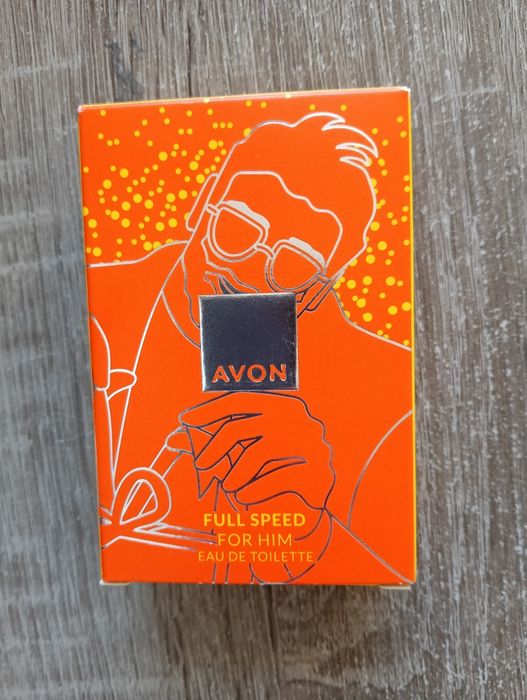 AVON
FULL SPEED
FOR HIM
EAU DE TOILETTE